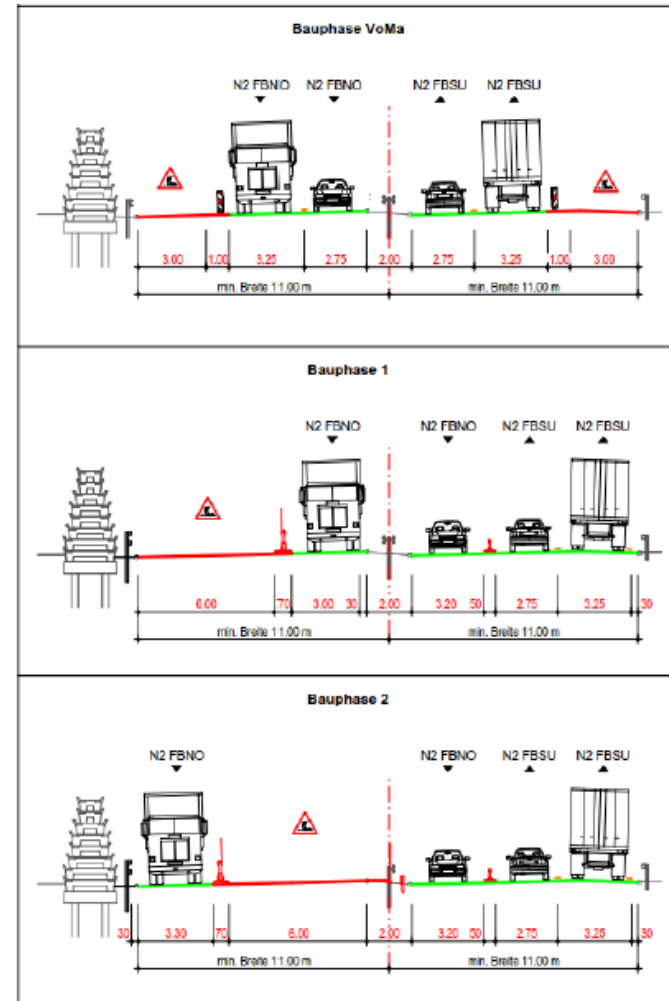 Bauphase VoMa
N2 FBNO N2 FBNO N2 FBSU N2 FBSU
3.00 1.00 3.25 2.75 2.00 2.75 3.25 1.00 3.00
min. Breite 11.00 m min. Breite 11.00 m
Bauphase 1
N2 FBNO N2 FBNO N2 FBSU N2 FBSU
6.00 70 3.00 30 2.00 3.20 50 2.75 3.25 30
min. Breite 11.00 m min. Breite 11.00 m
Bauphase 2
N2 FBNO N2 FBNO N2 FBSU N2 FBSU
30 3.30 70 6.00 2.00 3.20 50 2.75 3.25 30
min. Breite 11.00 m min. Breite 11.00 m